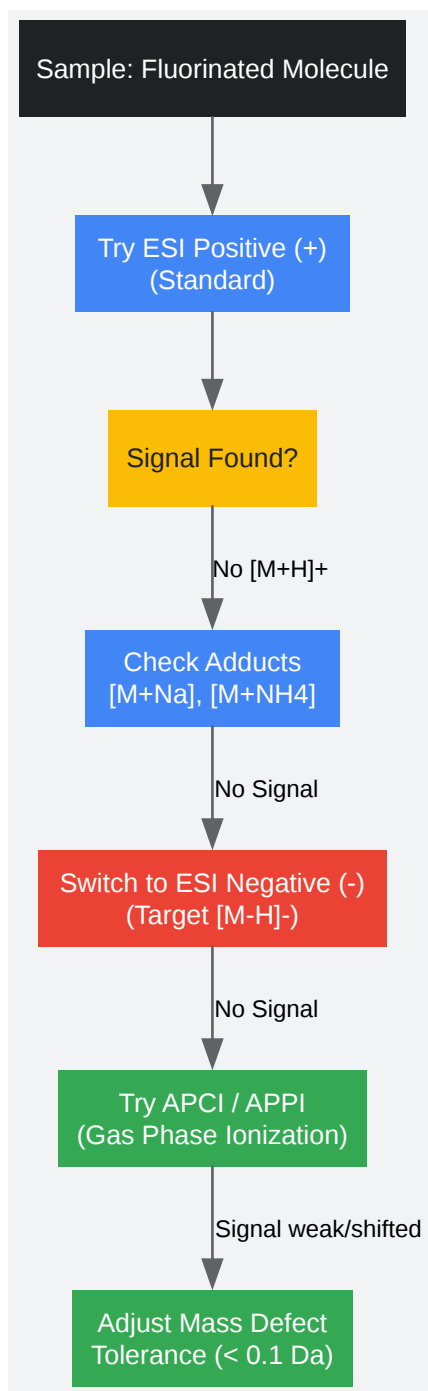 Sample: Fluorinated Molecule
Try ESI Positive (+)
(Standard)
Signal Found?
No [M+H]+
Check Adducts
[M+Na], [M+NH4]
No Signal
Switch to ESI Negative (-)
(Target [M-H]-)
No Signal
Try APCI / APPI
(Gas Phase Ionization)
Signal weak/shifted
Adjust Mass Defect
Tolerance (< 0.1 Da)